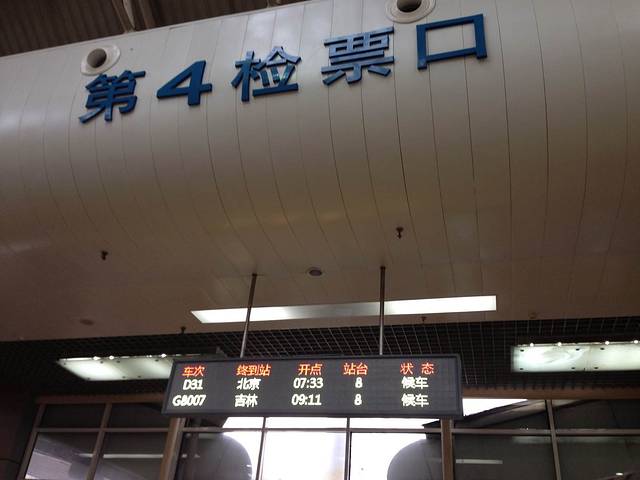 第4检票口
车次 终到站 开点 站台 状态
D31 北京 07:33 8 候车
G8007 吉林 09:11 8 候车